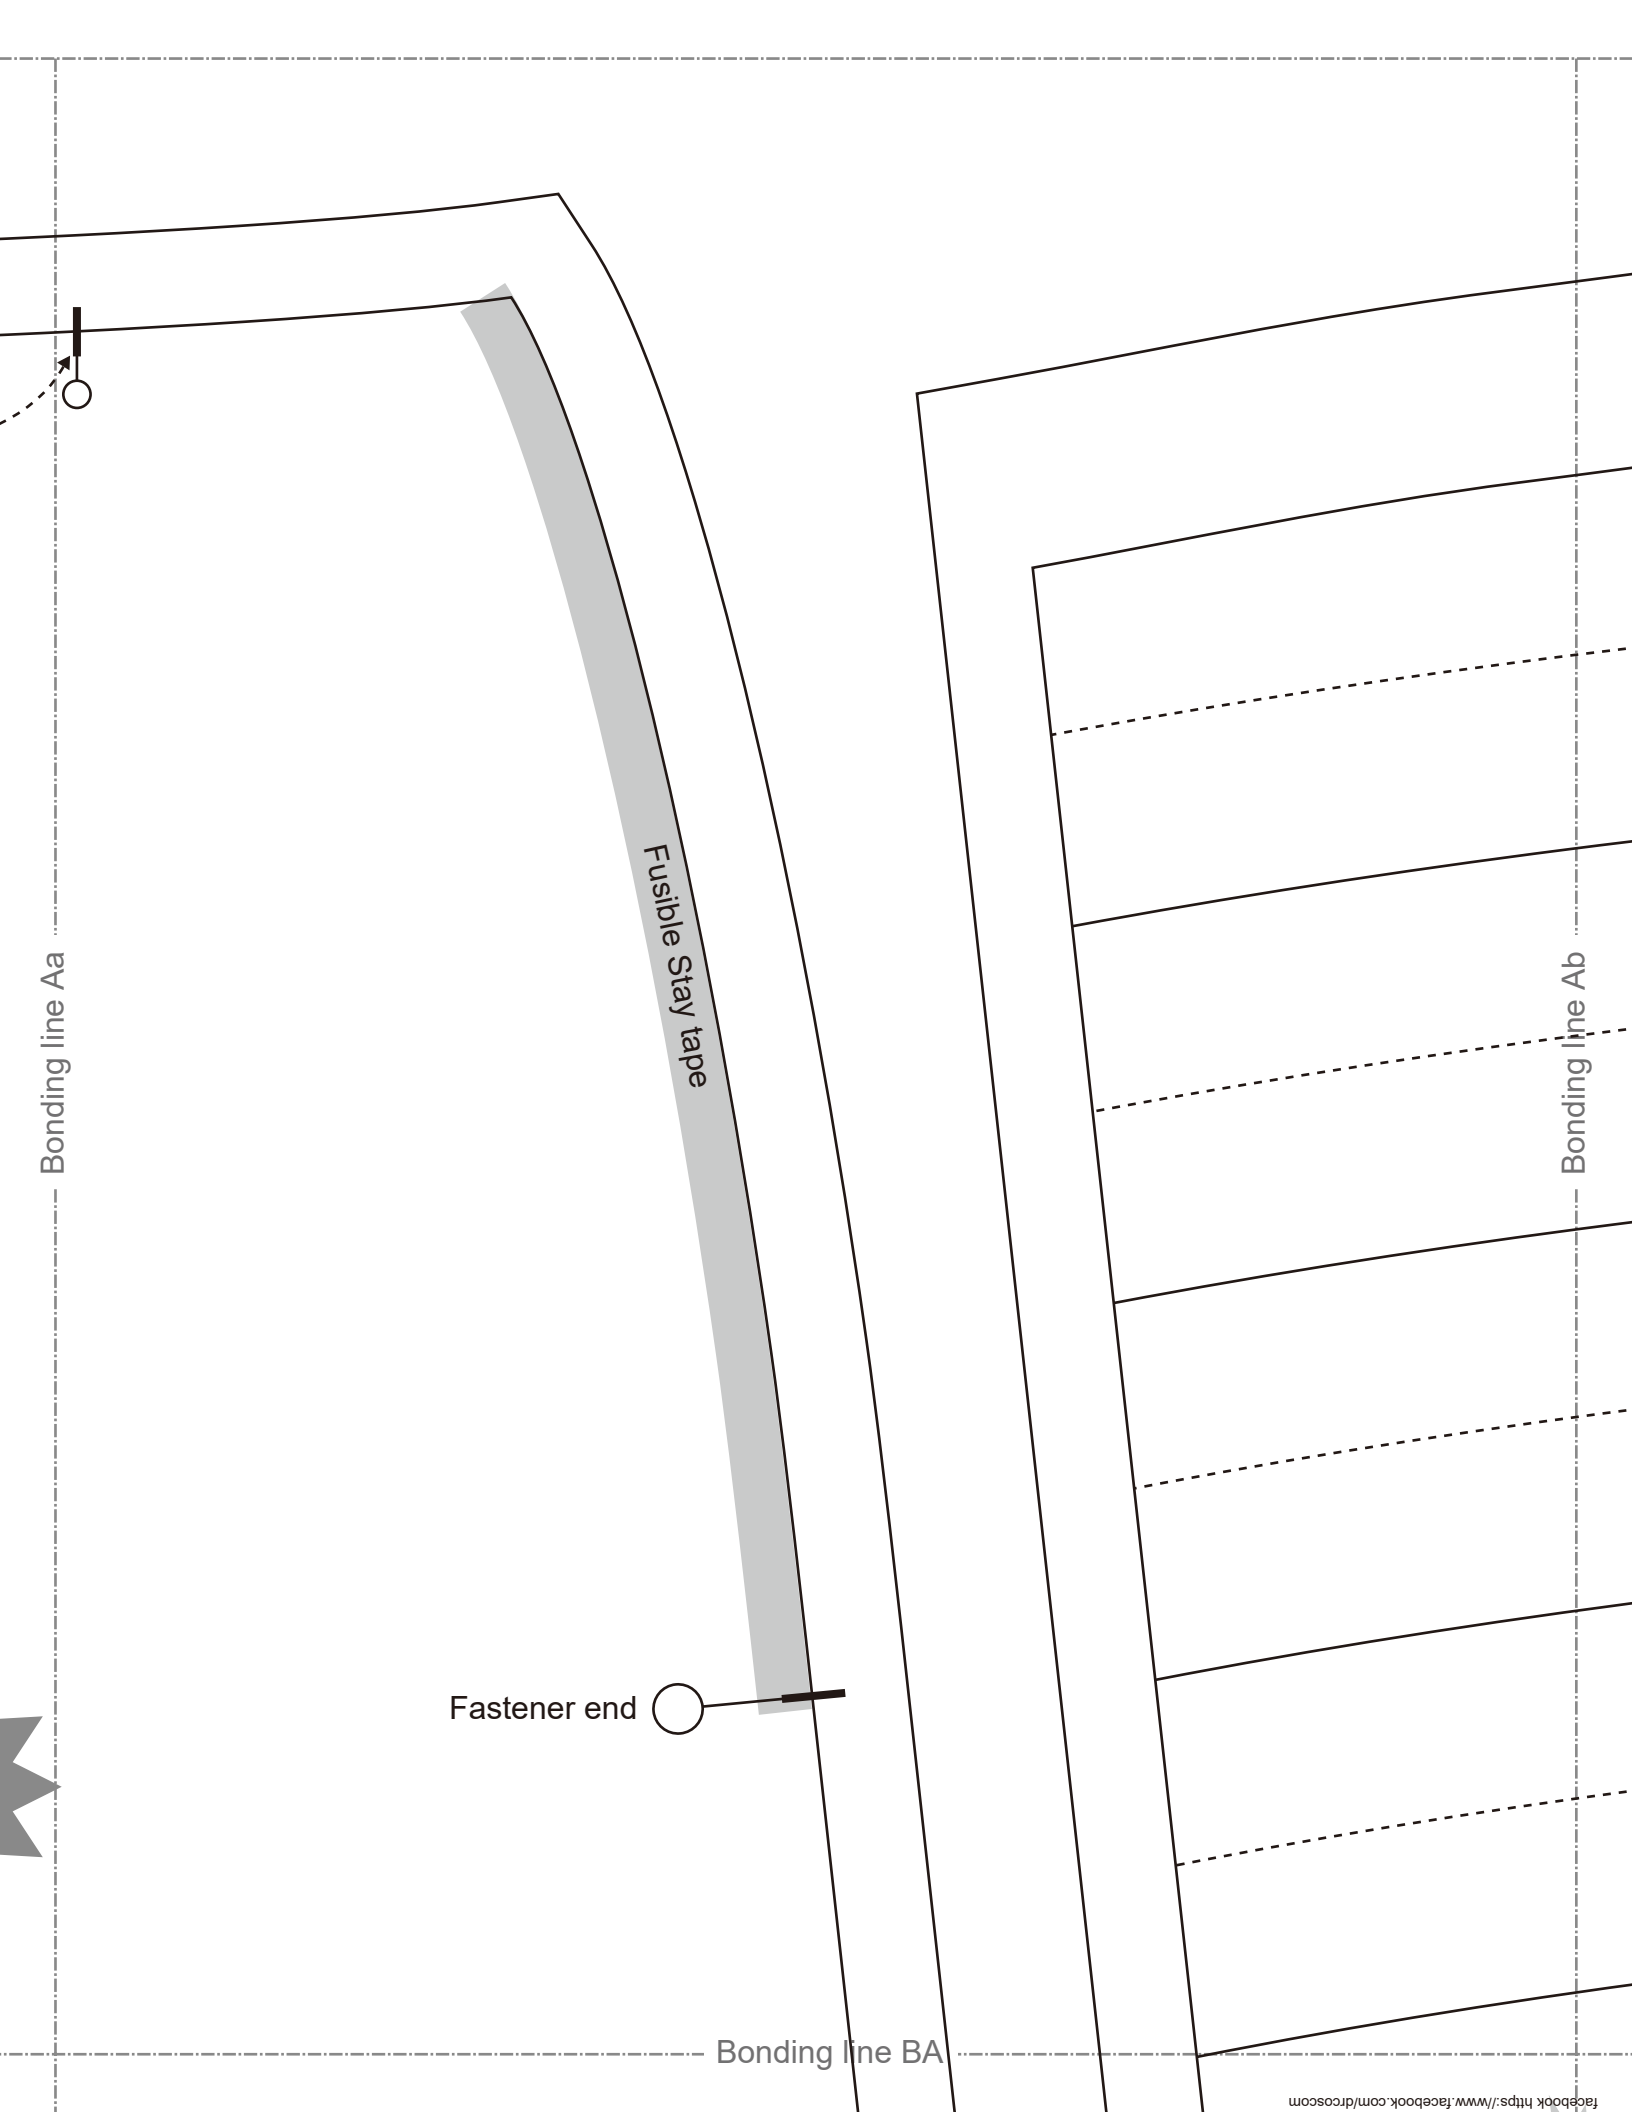 Bonding line Aa
Fusible Stay tape
Bonding line Ab
Fastener end
Bonding line BA
facebook https://www.facebook.com/drcoscos